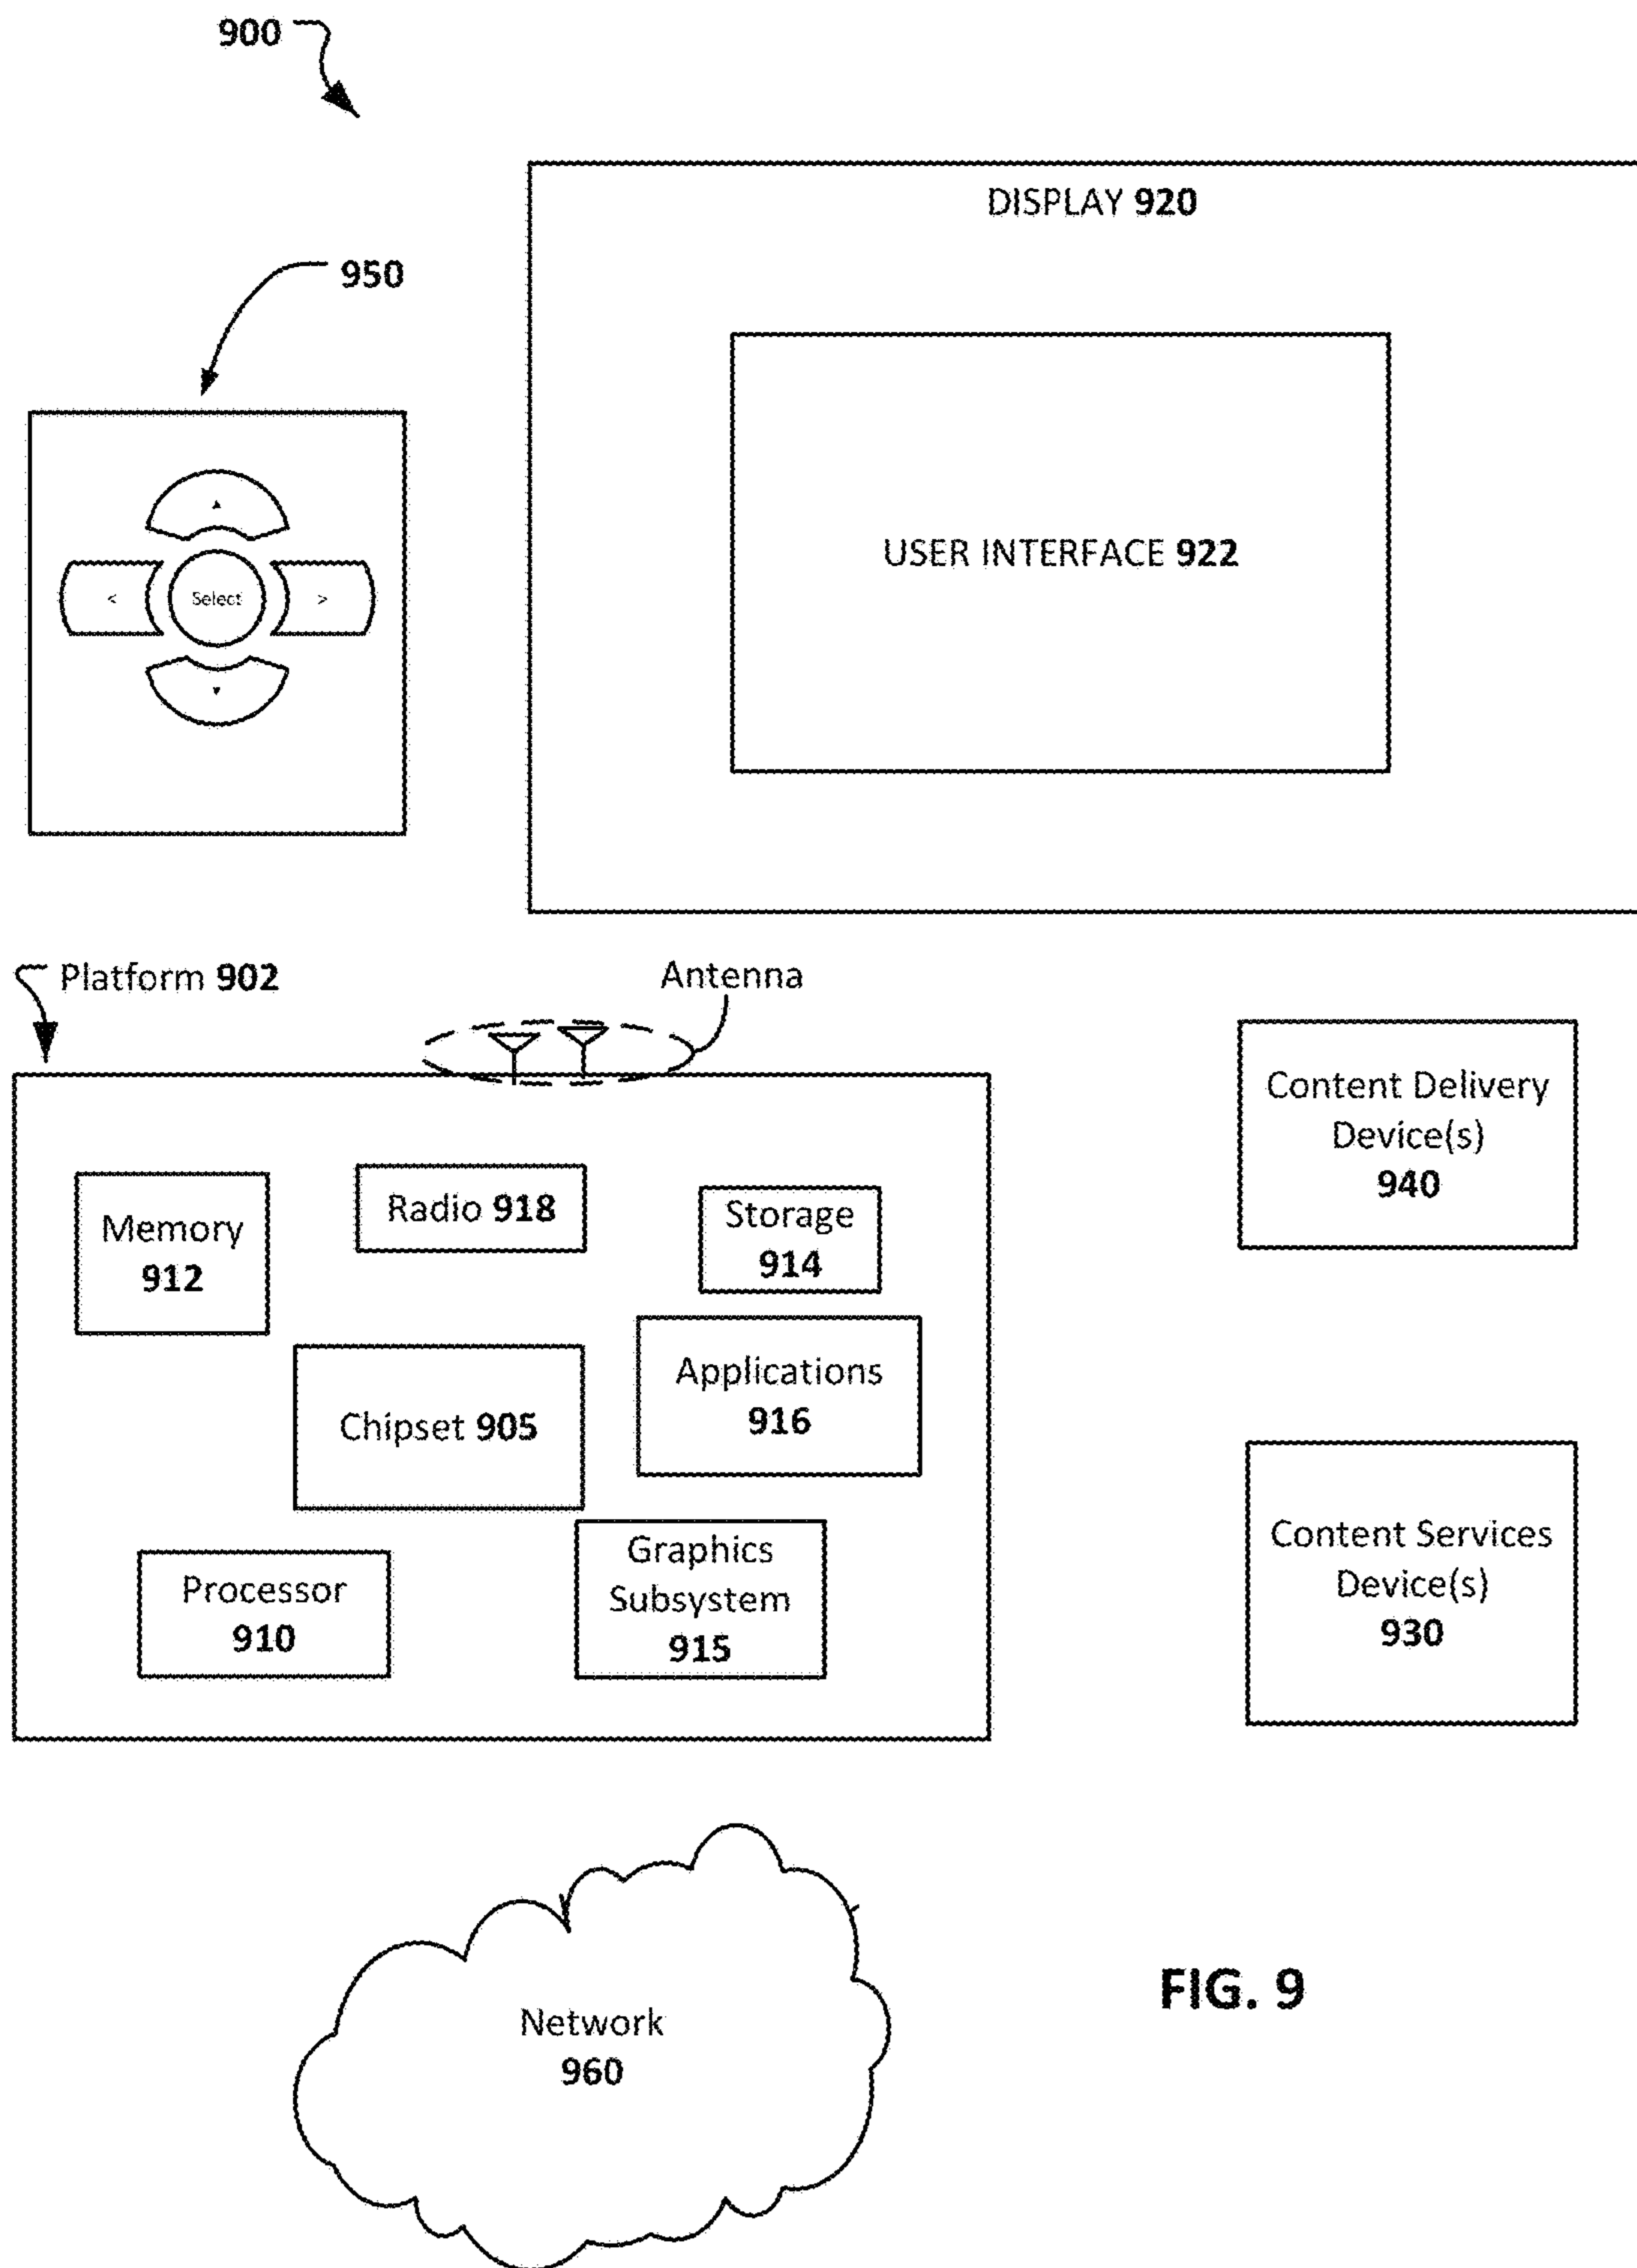 900
DISPLAY 920
950
USER INTERFACE 922
▲
< Select >
▼
Platform 902
Antenna
Content Delivery
Device(s)
940
Memory
912
Radio 918
Storage
914
Chipset 905
Applications
916
Processor
910
Graphics
Subsystem
915
Content Services
Device(s)
930
Network
960
FIG. 9